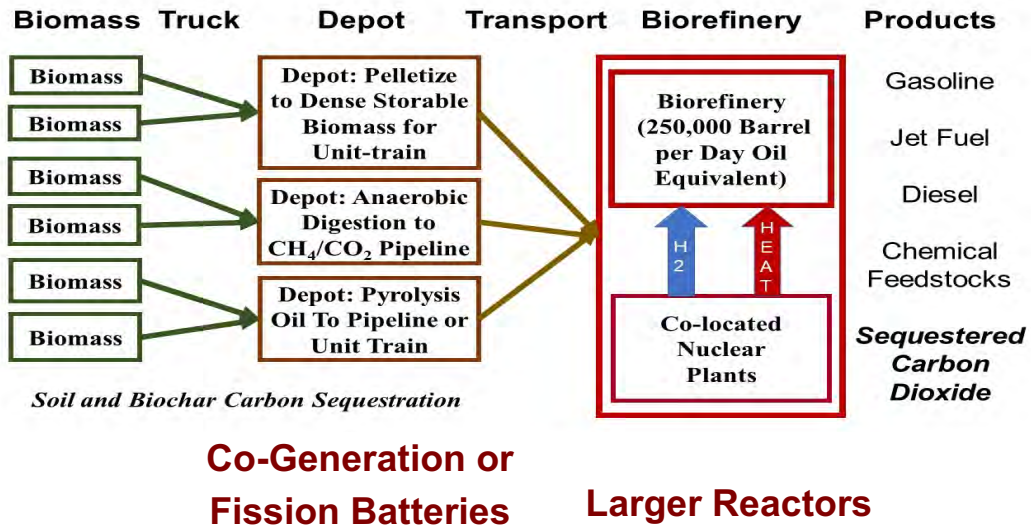 Biomass Truck Depot Transport Biorefinery Products
Biomass
Biomass
Biomass
Biomass
Biomass
Biomass
Depot: Pelletize
to Dense Storable
Biomass for
Unit-train
Depot: Anaerobic
Digestion to
CH₄/CO₂ Pipeline
Depot: Pyrolysis
Oil To Pipeline or
Unit Train
Biorefinery
(250,000 Barrel
per Day Oil
Equivalent)
H2
HEAT
Co-located
Nuclear
Plants
Gasoline
Jet Fuel
Diesel
Chemical
Feedstocks
Sequestered
Carbon
Dioxide
Soil and Biochar Carbon Sequestration
Co-Generation or
Fission Batteries
Larger Reactors